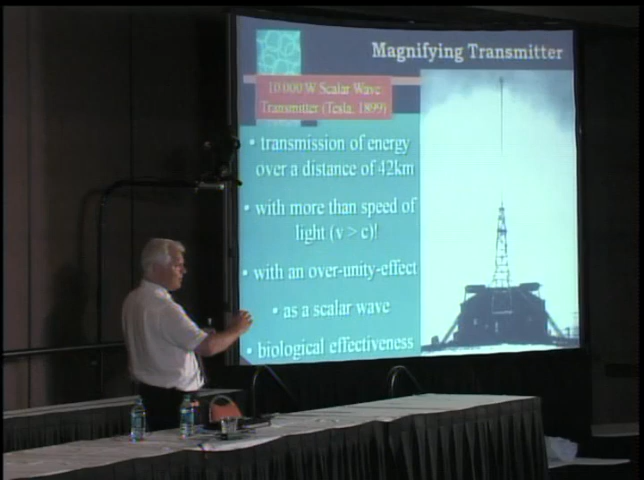 Magnifying Transmitter
10 000 W Scalar Wave
Transmitter (Tesla, 1899)
• transmission of energy
over a distance of 42km
• with more than speed of
light (v > c)!
• with an over-unity-effect
• as a scalar wave
• biological effectiveness